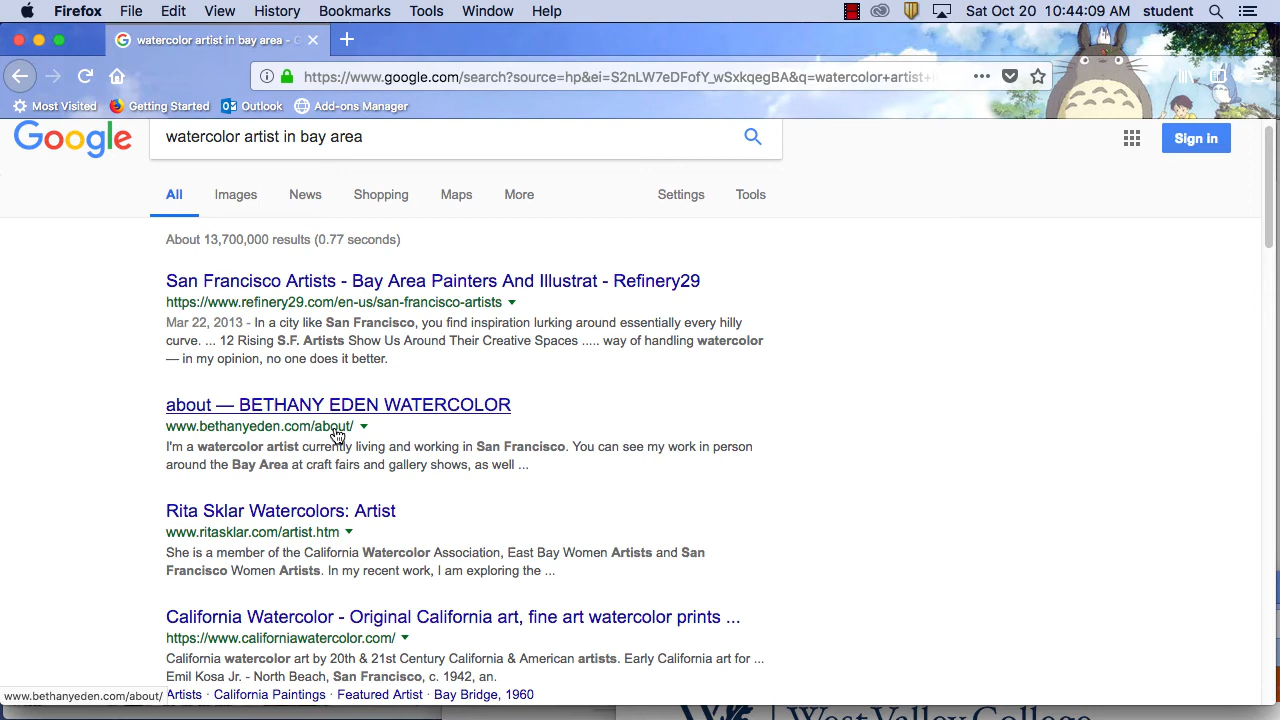 Firefox File Edit View History Bookmarks Tools Window Help Sat Oct 20 10:44:09 AM student
watercolor artist in bay area -
https://www.google.com/search?source=hp&ei=S2nLW7eDFofY_wSxkqegBA&q=watercolor+artist+i
Most Visited Getting Started Outlook Add-ons Manager
Google watercolor artist in bay area Sign in
All Images News Shopping Maps More Settings Tools
About 13,700,000 results (0.77 seconds)
San Francisco Artists - Bay Area Painters And Illustrat - Refinery29
https://www.refinery29.com/en-us/san-francisco-artists
Mar 22, 2013 - In a city like San Francisco, you find inspiration lurking around essentially every hilly
curve. ... 12 Rising S.F. Artists Show Us Around Their Creative Spaces ..... way of handling watercolor
— in my opinion, no one does it better.
about — BETHANY EDEN WATERCOLOR
www.bethanyeden.com/about/
I'm a watercolor artist currently living and working in San Francisco. You can see my work in person
around the Bay Area at craft fairs and gallery shows, as well ...
Rita Sklar Watercolors: Artist
www.ritasklar.com/artist.htm
She is a member of the California Watercolor Association, East Bay Women Artists and San
Francisco Women Artists. In my recent work, I am exploring the ...
California Watercolor - Original California art, fine art watercolor prints ...
https://www.californiawatercolor.com/
California watercolor art by 20th & 21st Century California & American artists. Early California art for ...
Emil Kosa Jr. - North Beach, San Francisco, c. 1942, an.
Artists · California Paintings · Featured Artist · Bay Bridge, 1960
www.bethanyeden.com/about/
West Valley College